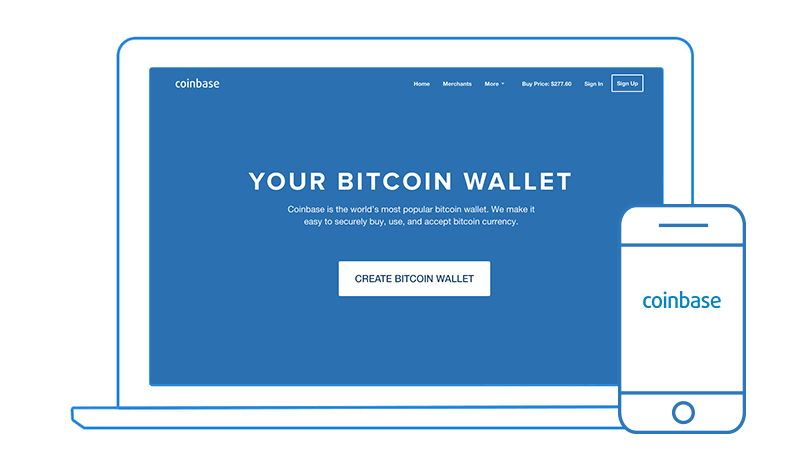 coinbase Home Merchants More Buy Price: $277.60 Sign In Sign Up
YOUR BITCOIN WALLET
Coinbase is the world's most popular bitcoin wallet. We make it
easy to securely buy, use, and accept bitcoin currency.
CREATE BITCOIN WALLET
coinbase